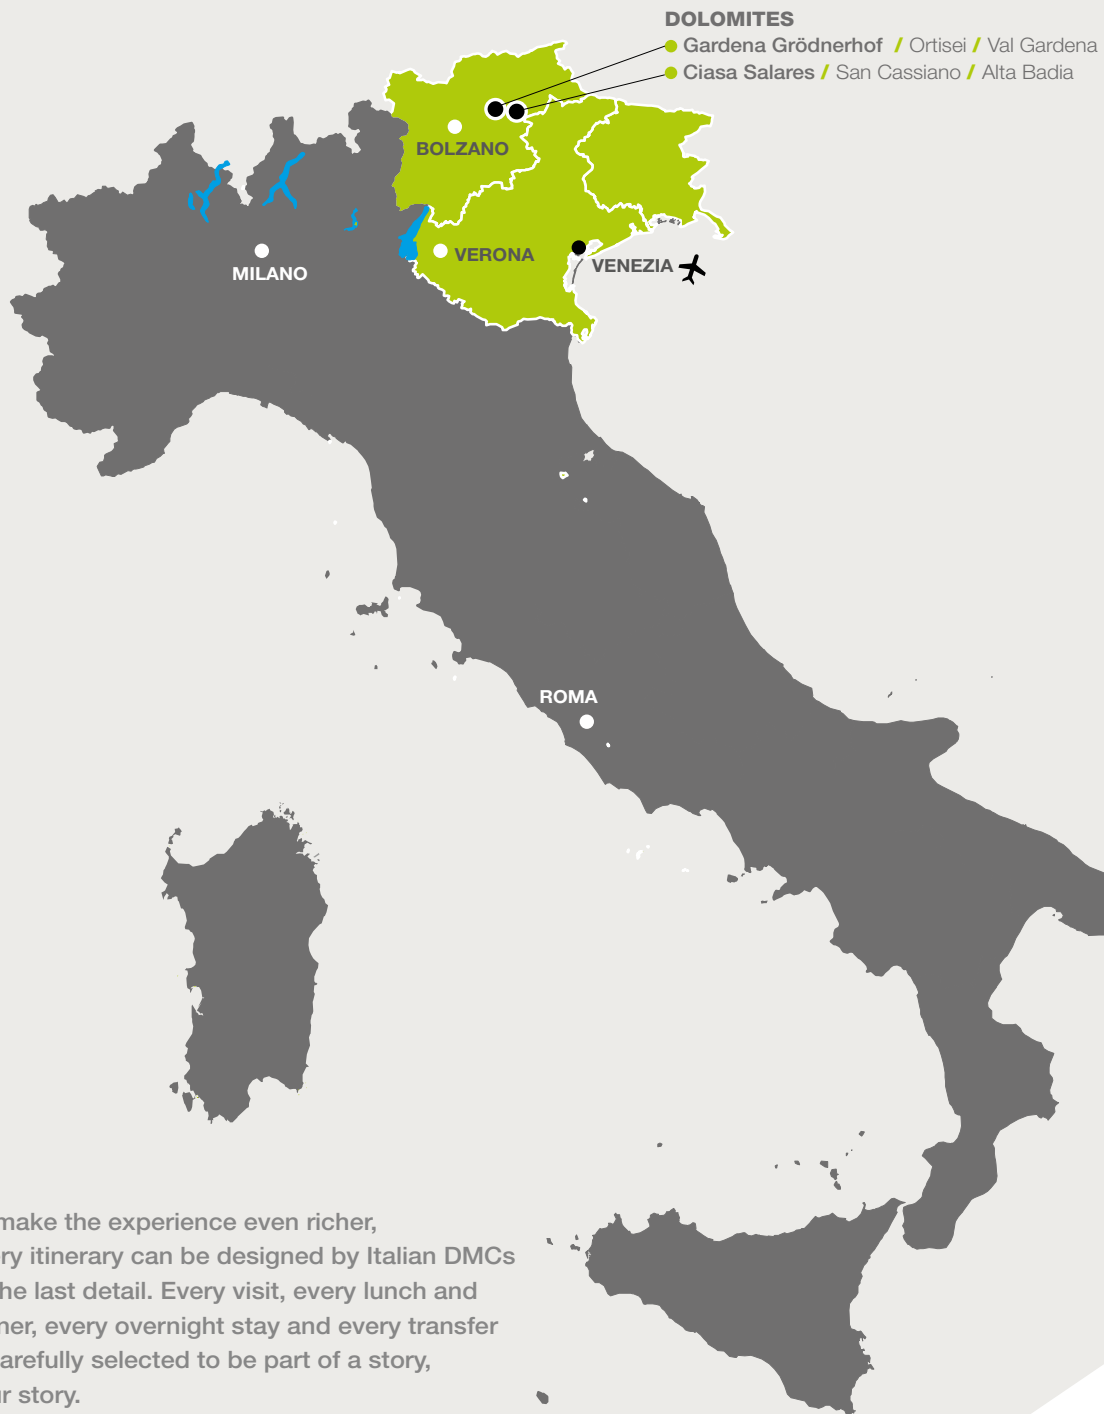 DOLOMITES
Gardena Grödnerhof / Ortisei / Val Gardena
Ciasa Salares / San Cassiano / Alta Badia
BOLZANO
VERONA
VENEZIA
MILANO
ROMA
make the experience even richer,
ry itinerary can be designed by Italian DMCs
he last detail. Every visit, every lunch and
ner, every overnight stay and every transfer
arefully selected to be part of a story,
ur story.